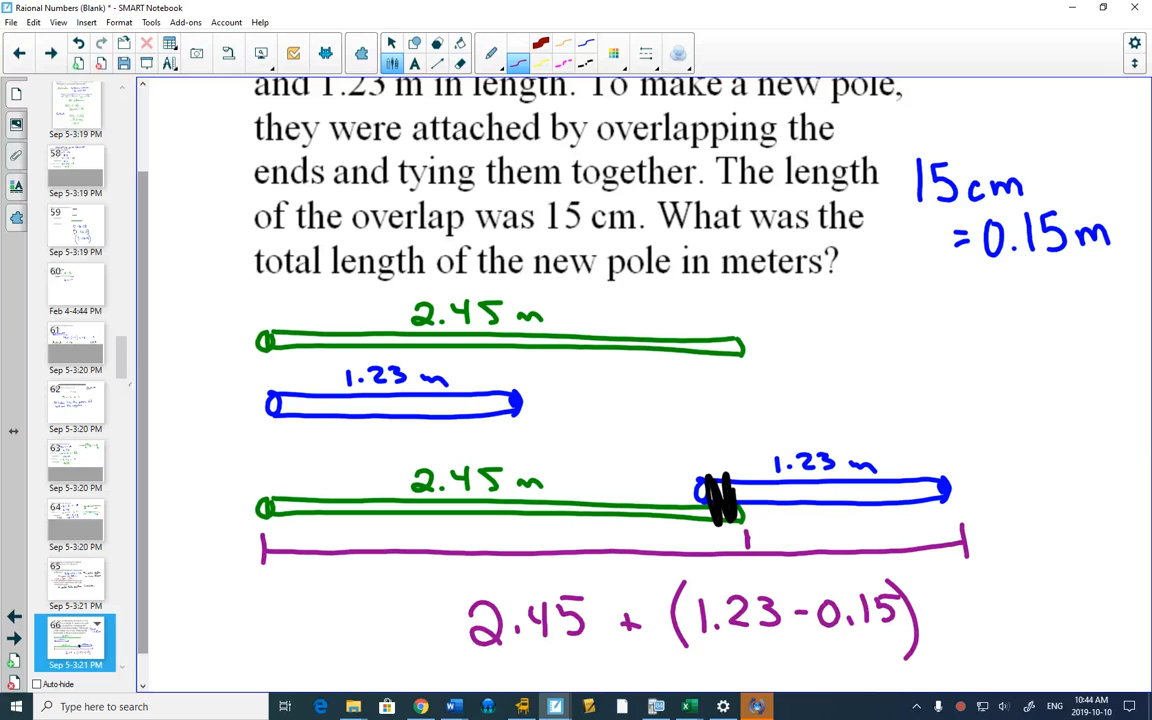 Raional Numbers (Blank) * - SMART Notebook
File Edit View Insert Format Tools Add-ons Account Help
and 1.23 m in length. To make a new pole,
they were attached by overlapping the
ends and tying them together. The length
of the overlap was 15 cm. What was the
total length of the new pole in meters?
15 cm
= 0.15 m
2.45 m
1.23 m
2.45 m
1.23 m
2.45 + (1.23 - 0.15)
Sep 5-3:19 PM
58
Sep 5-3:19 PM
59
Sep 5-3:19 PM
60
Feb 4-4:44 PM
61
Sep 5-3:20 PM
62
Sep 5-3:20 PM
63
Sep 5-3:20 PM
64
Sep 5-3:20 PM
65
Sep 5-3:21 PM
66
Sep 5-3:21 PM
Auto-hide
Type here to search
ENG
10:44 AM
2019-10-10